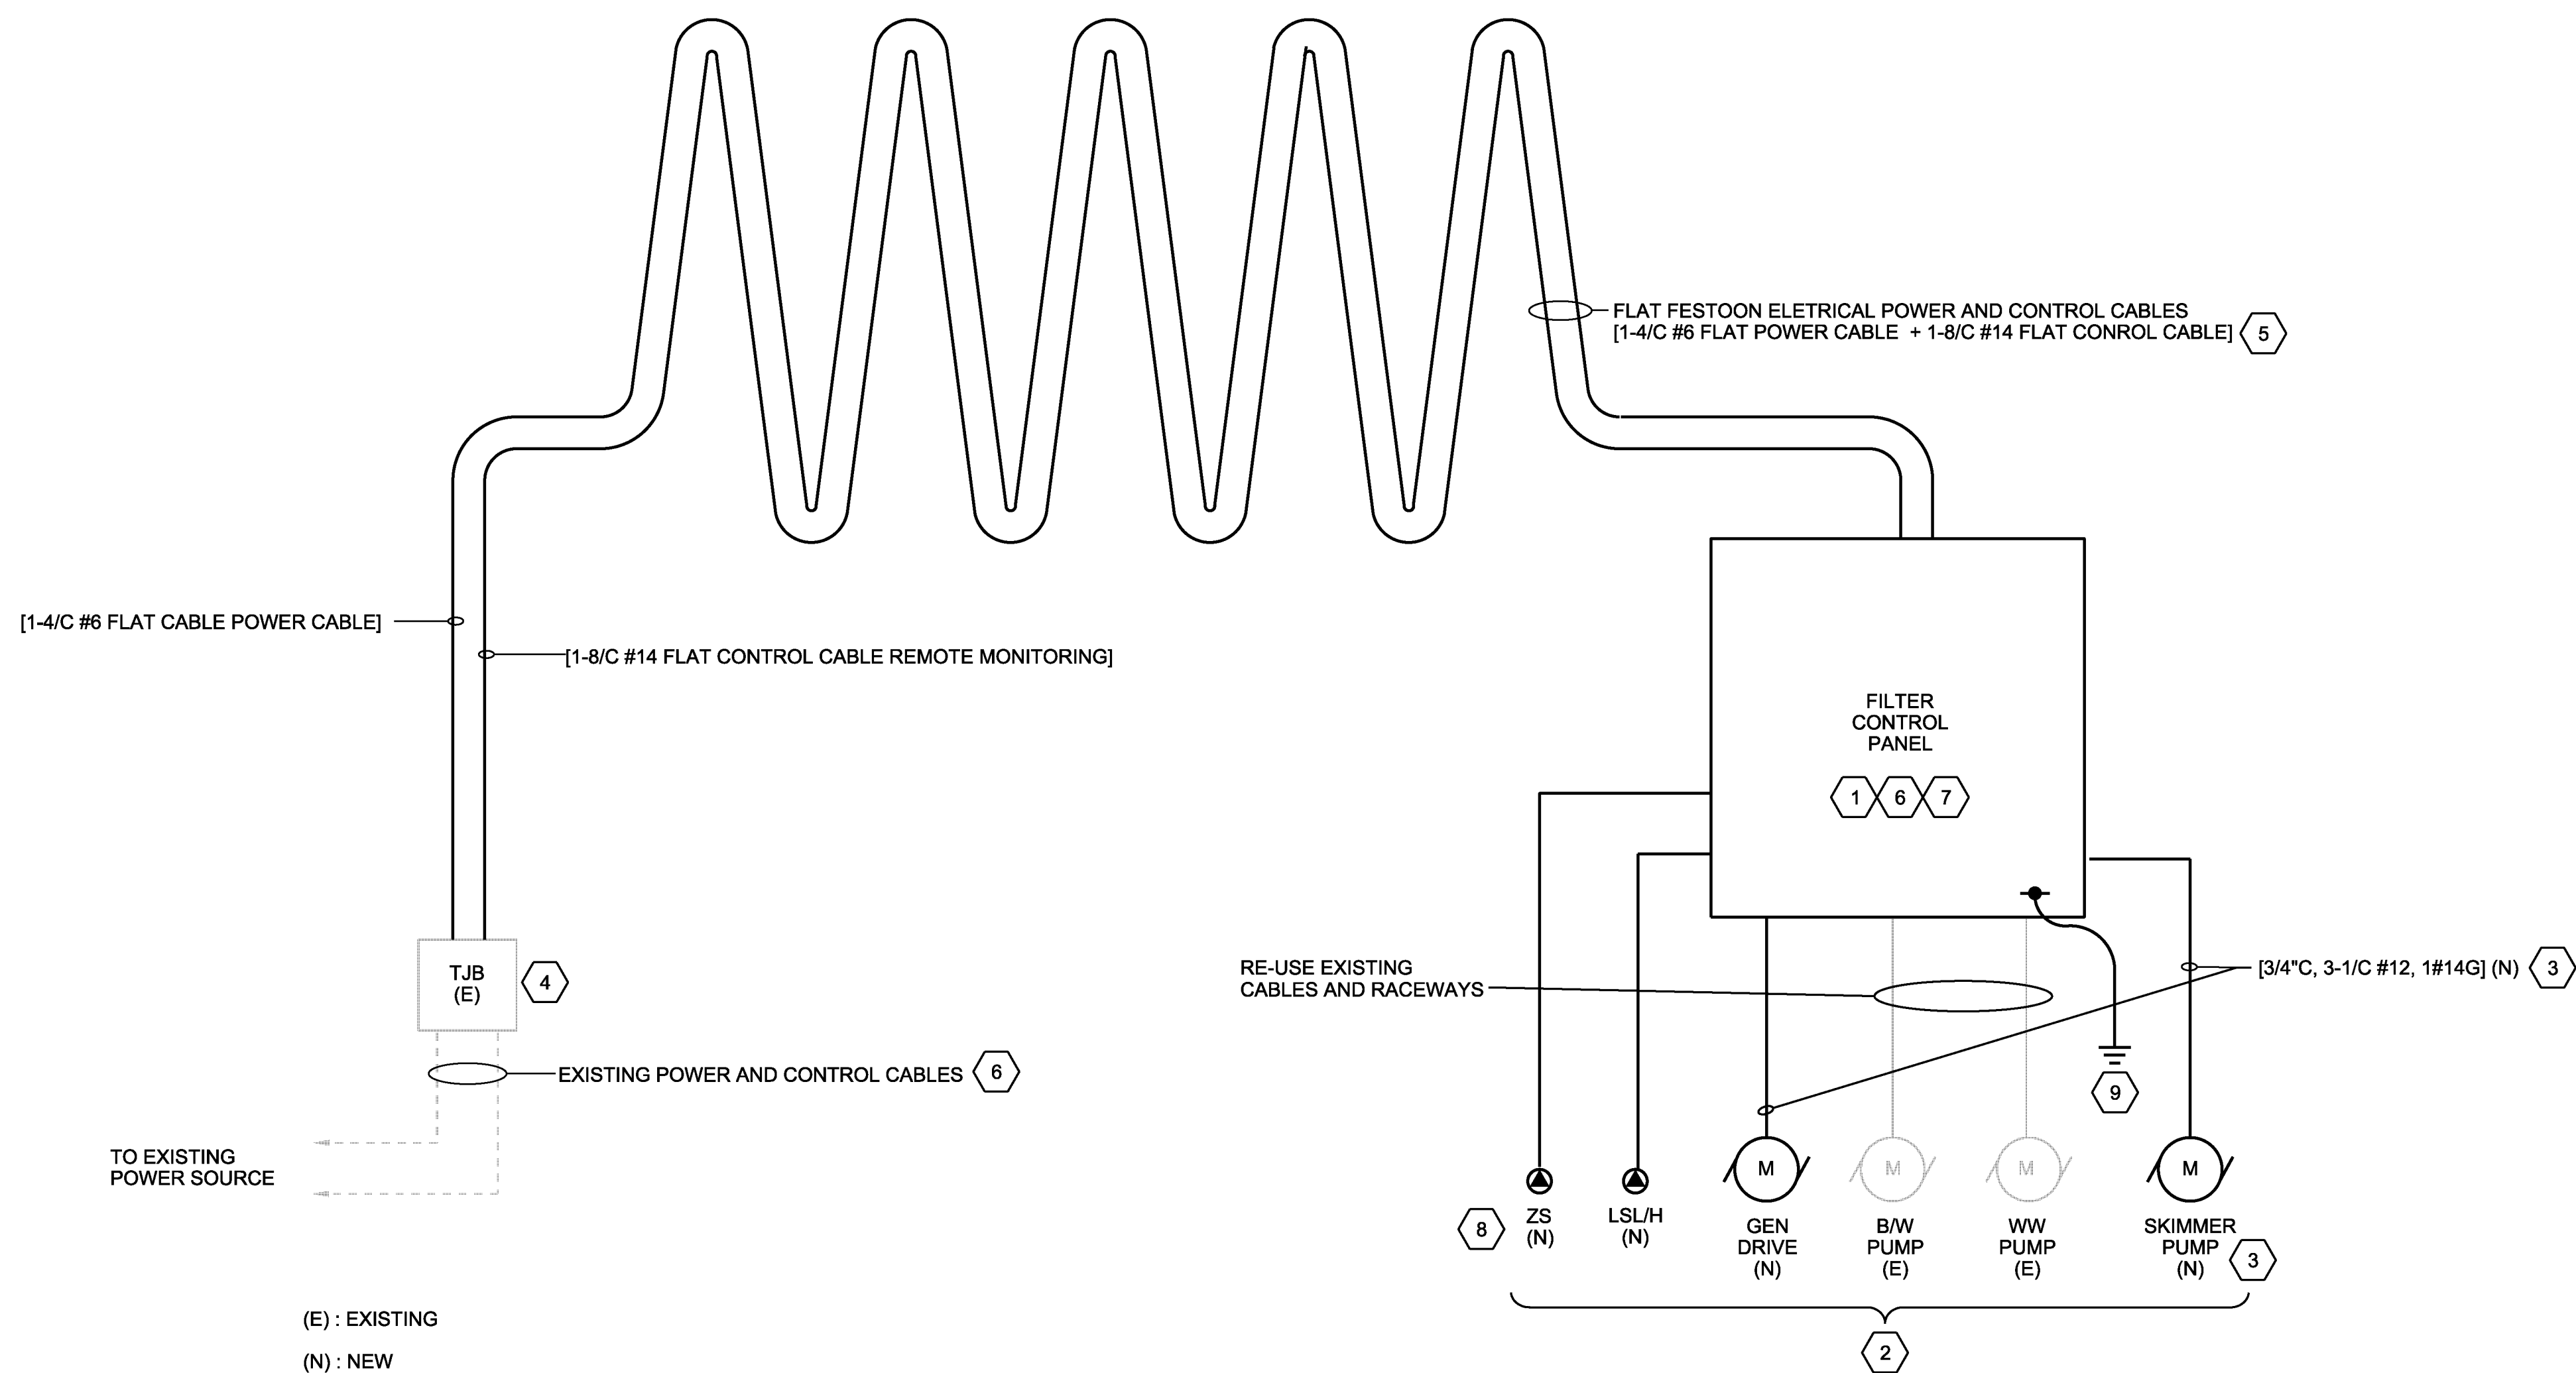 FLAT FESTOON ELETRICAL POWER AND CONTROL CABLES
[1-4/C #6 FLAT POWER CABLE + 1-8/C #14 FLAT CONROL CABLE]
5
[1-4/C #6 FLAT CABLE POWER CABLE]
[1-8/C #14 FLAT CONTROL CABLE REMOTE MONITORING]
FILTER
CONTROL
PANEL
1 6 7
TJB
(E)
4
RE-USE EXISTING
CABLES AND RACEWAYS
[3/4"C, 3-1/C #12, 1#14G] (N)
3
EXISTING POWER AND CONTROL CABLES
6
9
TO EXISTING
POWER SOURCE
M
M
M
M
8
ZS
(N)
LSL/H
(N)
GEN
DRIVE
(N)
B/W
PUMP
(E)
WW
PUMP
(E)
SKIMMER
PUMP
(N)
3
2
(E) : EXISTING
(N) : NEW